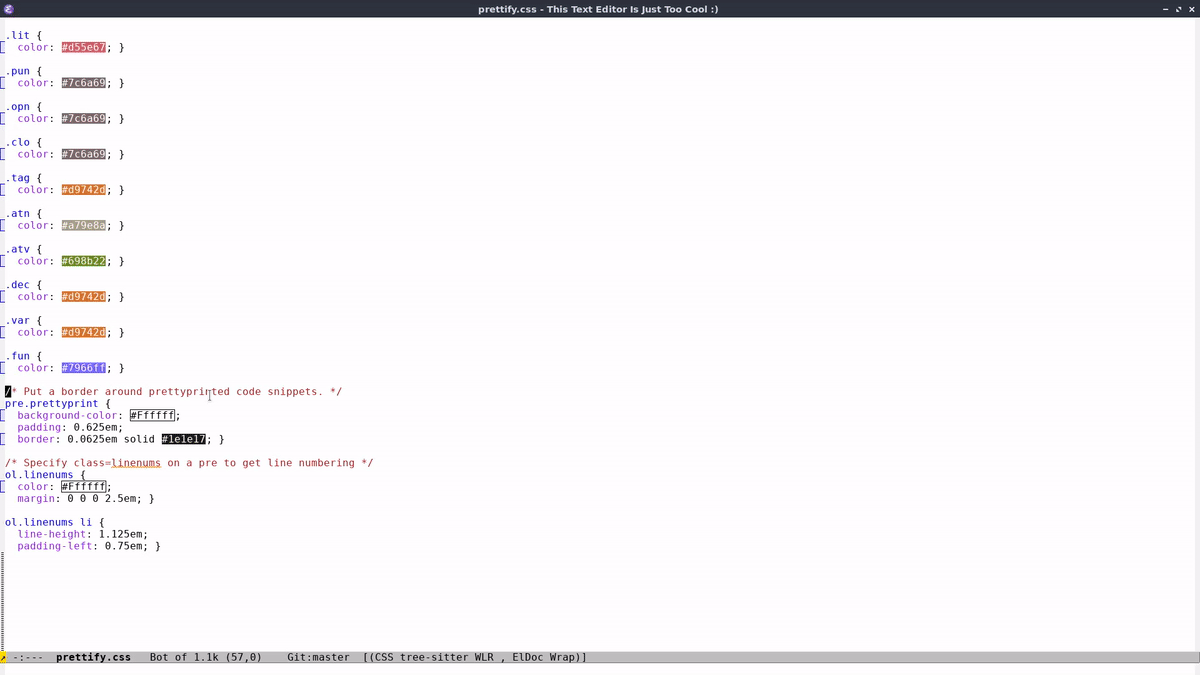 prettify.css - This Text Editor Is Just Too Cool :)
.lit {
  color: #d55e67; }
.pun {
  color: #7c6a69; }
.opn {
  color: #7c6a69; }
.clo {
  color: #7c6a69; }
.tag {
  color: #d9742d; }
.atn {
  color: #a79e8a; }
.atv {
  color: #698b22; }
.dec {
  color: #d9742d; }
.var {
  color: #d9742d; }
.fun {
  color: #7966ff; }
/* Put a border around prettyprinted code snippets. */
pre.prettyprint {
  background-color: #Ffffff;
  padding: 0.625em;
  border: 0.0625em solid #1e1e17; }
/* Specify class=linenums on a pre to get line numbering */
ol.linenums {
  color: #Ffffff;
  margin: 0 0 0 2.5em; }
ol.linenums li {
  line-height: 1.125em;
  padding-left: 0.75em; }
-:--- prettify.css Bot of 1.1k (57,0) Git:master [(CSS tree-sitter WLR , ElDoc Wrap)]